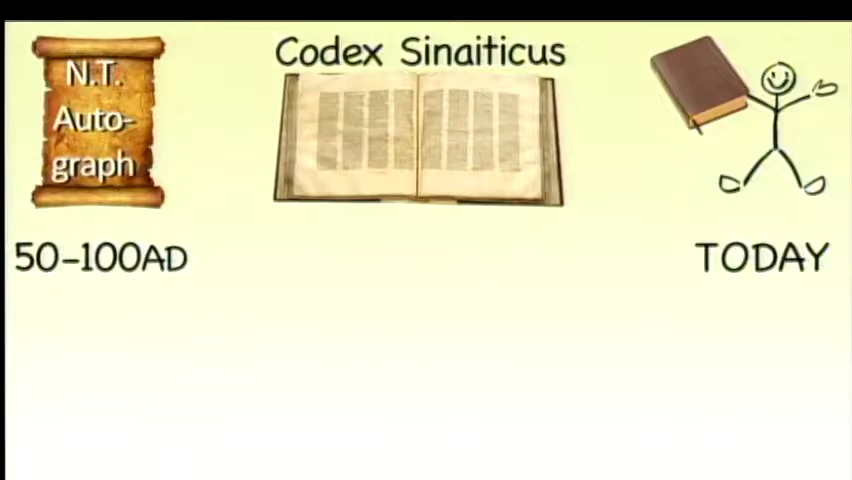 N.T.
Auto-
graph
Codex Sinaiticus
50-100AD
TODAY